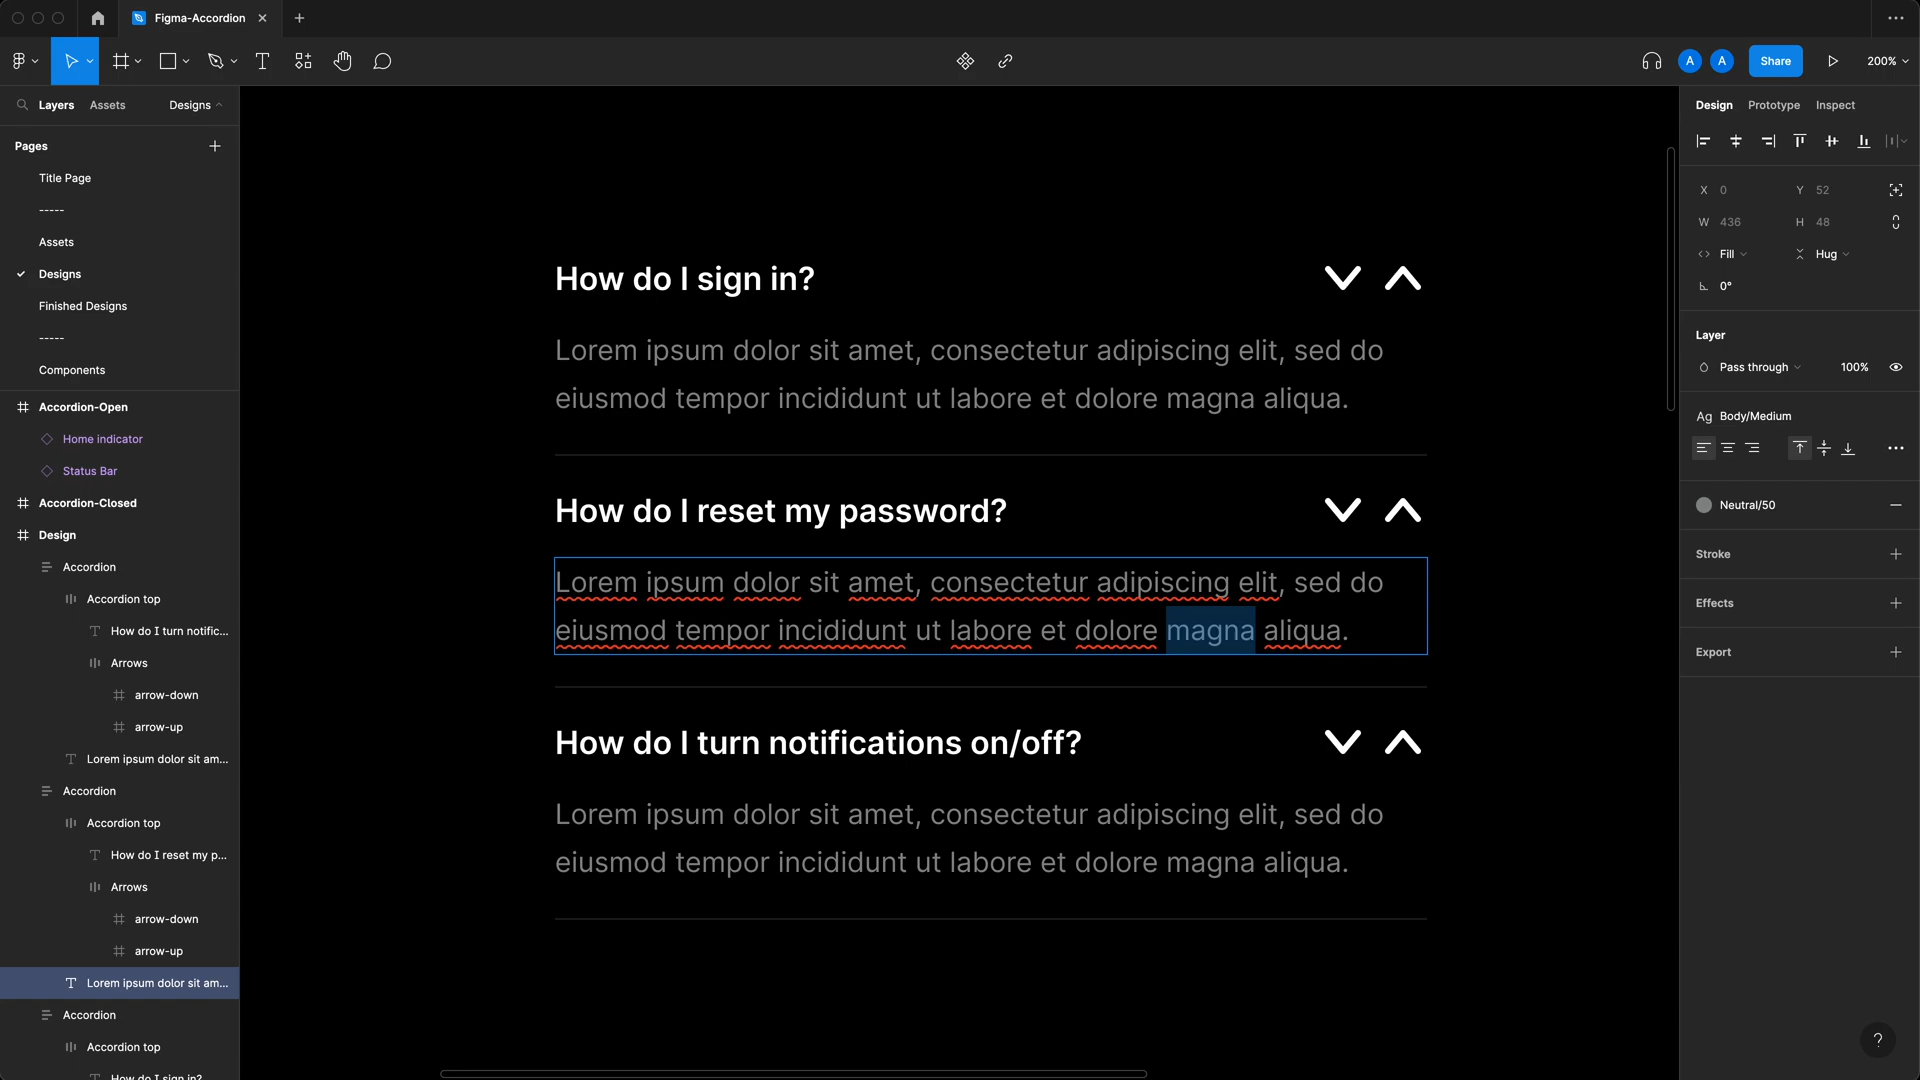 Figma-Accordion
A
A
Share
200%
Layers
Assets
Designs
Pages
Title Page
-----
Assets
Designs
Finished Designs
-----
Components
Accordion-Open
Home indicator
Status Bar
Accordion-Closed
Design
Accordion
Accordion top
How do I turn notific...
Arrows
arrow-down
arrow-up
Lorem ipsum dolor sit am...
Accordion
Accordion top
How do I reset my p...
Arrows
arrow-down
arrow-up
Lorem ipsum dolor sit am...
Accordion
Accordion top
How do I sign in?
How do I sign in?
Lorem ipsum dolor sit amet, consectetur adipiscing elit, sed do
eiusmod tempor incididunt ut labore et dolore magna aliqua.
How do I reset my password?
Lorem ipsum dolor sit amet, consectetur adipiscing elit, sed do
eiusmod tempor incididunt ut labore et dolore magna aliqua.
How do I turn notifications on/off?
Lorem ipsum dolor sit amet, consectetur adipiscing elit, sed do
eiusmod tempor incididunt ut labore et dolore magna aliqua.
Design
Prototype
Inspect
X 0
Y 52
W 436
H 48
Fill
Hug
0°
Layer
Pass through
100%
Ag Body/Medium
Neutral/50
Stroke
Effects
Export
?